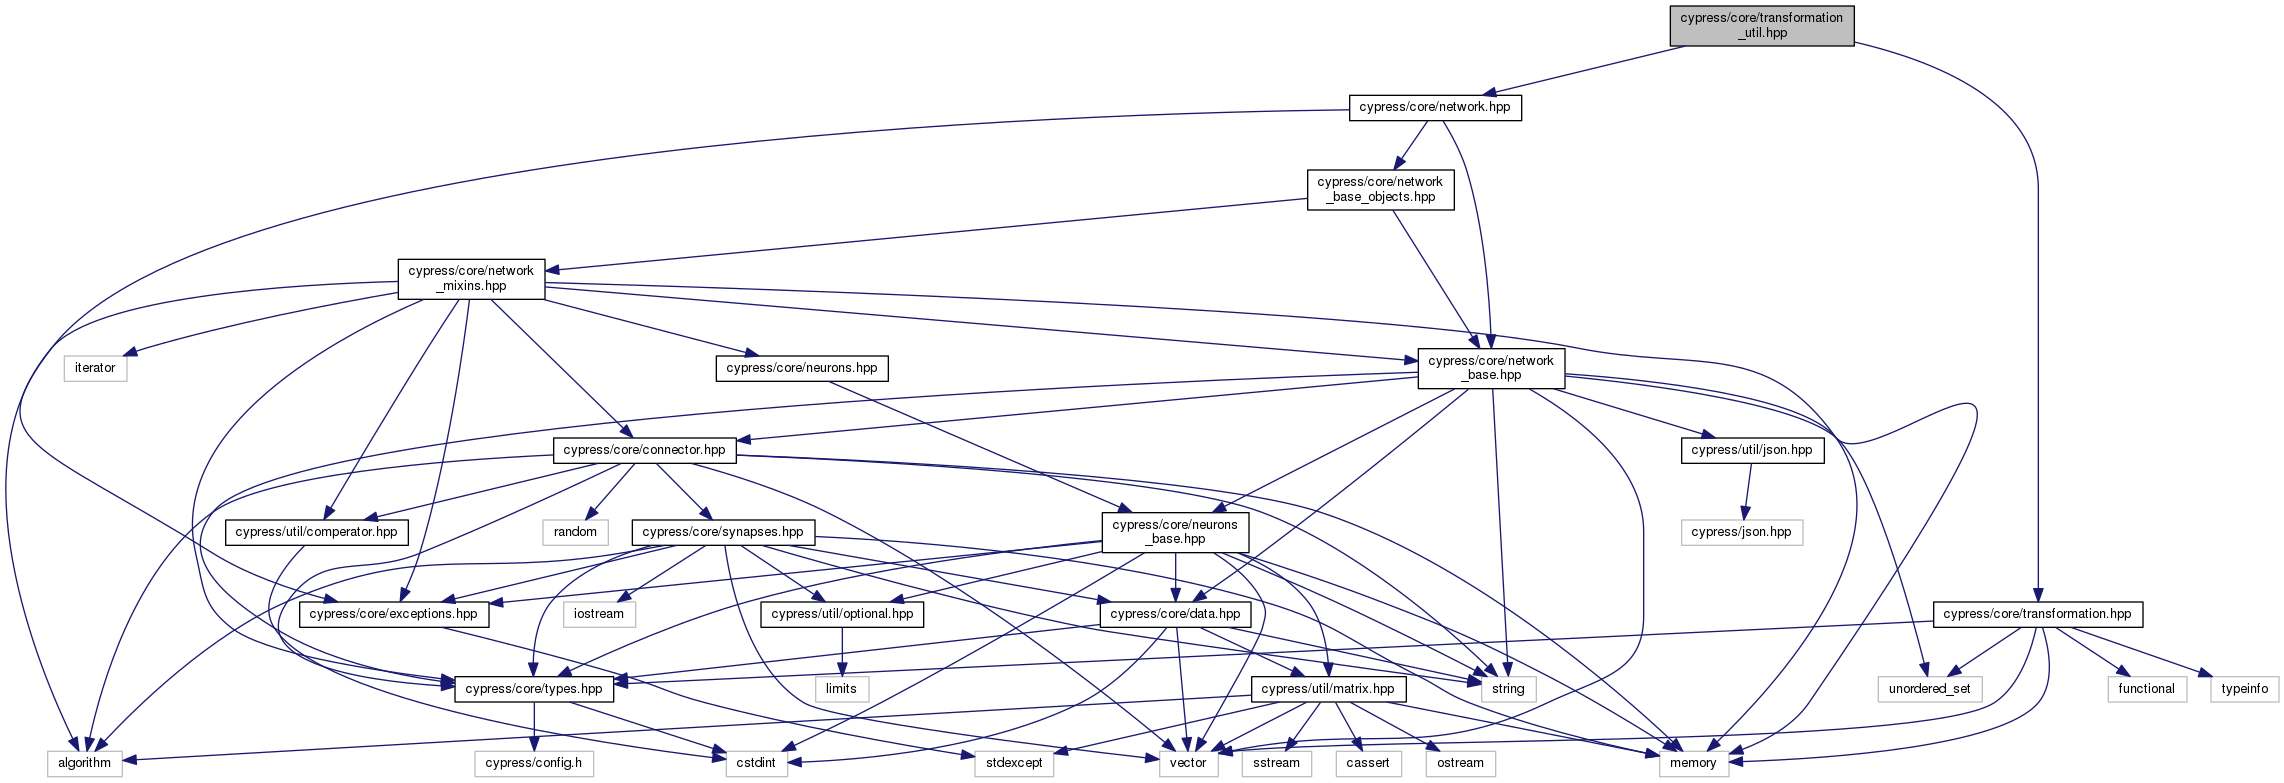 cypress/core/transformation
_util.hpp
cypress/core/network.hpp
cypress/core/network
_base_objects.hpp
cypress/core/network
_mixins.hpp
iterator
cypress/core/neurons.hpp
cypress/core/network
_base.hpp
cypress/core/connector.hpp
cypress/util/json.hpp
cypress/util/comperator.hpp
random
cypress/core/synapses.hpp
cypress/core/neurons
_base.hpp
cypress/json.hpp
cypress/core/exceptions.hpp
iostream
cypress/util/optional.hpp
cypress/core/data.hpp
cypress/core/transformation.hpp
cypress/core/types.hpp
limits
cypress/util/matrix.hpp
string
unordered_set
functional
typeinfo
algorithm
cypress/config.h
cstdint
stdexcept
vector
sstream
cassert
ostream
memory